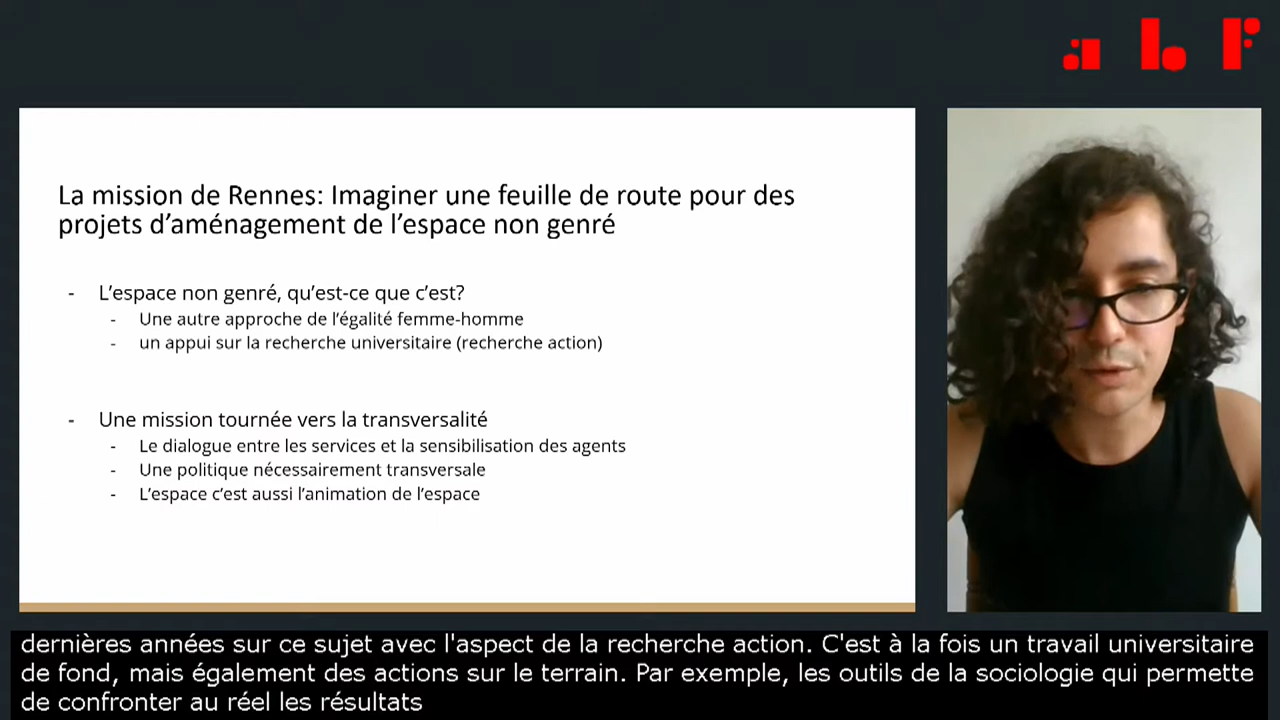 abf
La mission de Rennes: Imaginer une feuille de route pour des
projets d’aménagement de l’espace non genré
- L’espace non genré, qu’est-ce que c’est?
- Une autre approche de l’égalité femme-homme
- un appui sur la recherche universitaire (recherche action)
- Une mission tournée vers la transversalité
- Le dialogue entre les services et la sensibilisation des agents
- Une politique nécessairement transversale
- L’espace c’est aussi l’animation de l’espace
dernières années sur ce sujet avec l'aspect de la recherche action. C'est à la fois un travail universitaire
de fond, mais également des actions sur le terrain. Par exemple, les outils de la sociologie qui permette
de confronter au réel les résultats